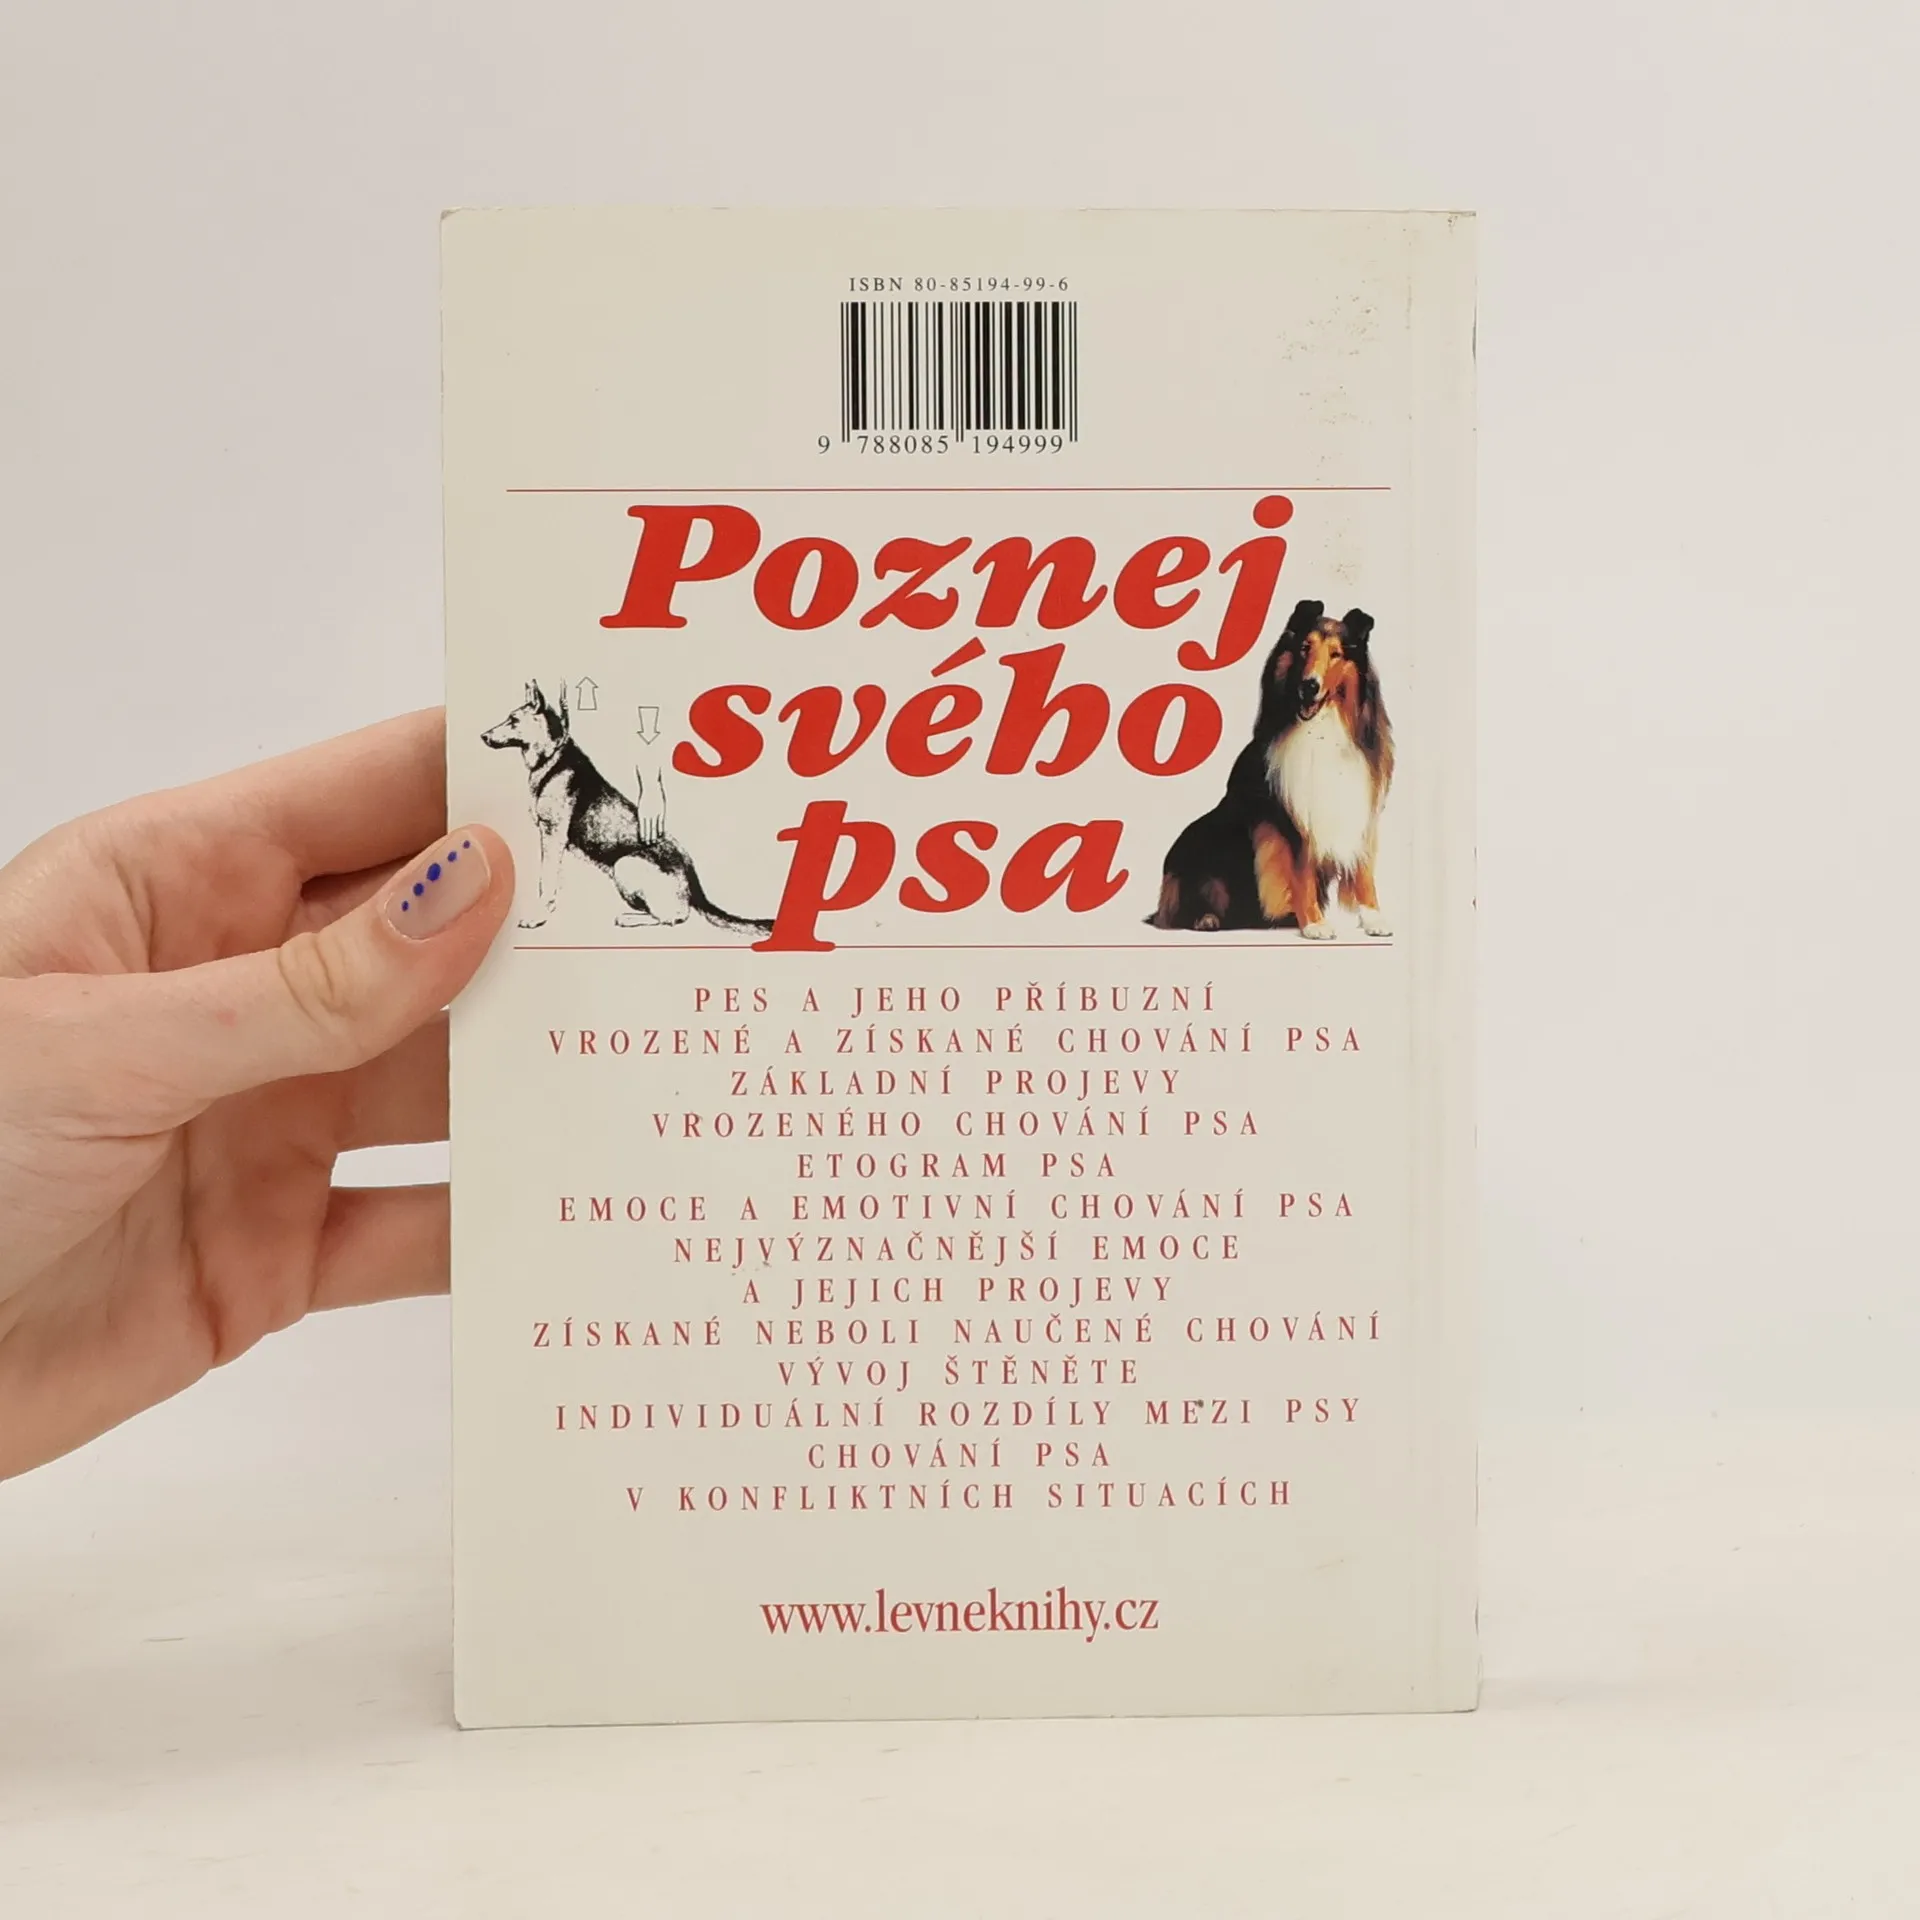 ISBN 80-85194-99-6
9 788085 194999
Poznej
svého
psa
PES A JEHO PŘÍBUZNÍ
VROZENÉ A ZÍSKANÉ CHOVÁNÍ PSA
ZÁKLADNÍ PROJEVY
VROZENÉHO CHOVÁNÍ PSA
ETOGRAM PSA
EMOCE A EMOTIVNÍ CHOVÁNÍ PSA
NEJVÝZNAČNĚJŠÍ EMOCE
A JEJICH PROJEVY
ZÍSKANÉ NEBOLI NAUČENÉ CHOVÁNÍ
VÝVOJ ŠTĚNĚTE
INDIVIDUÁLNÍ ROZDÍLY MEZI PSY
CHOVÁNÍ PSA
V KONFLIKTNÍCH SITUACÍCH
www.levneknihy.cz